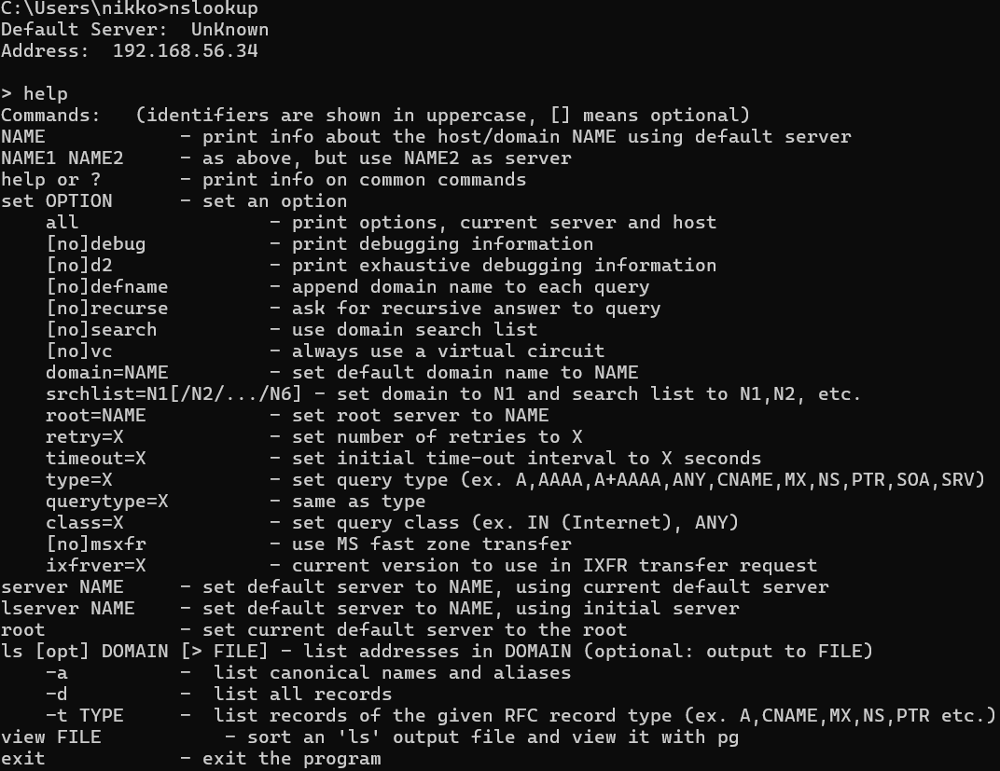 C:\Users\nikko>nslookup
Default Server:  UnKnown
Address:  192.168.56.34

> help
Commands:   (identifiers are shown in uppercase, [] means optional)
NAME            - print info about the host/domain NAME using default server
NAME1 NAME2     - as above, but use NAME2 as server
help or ?       - print info on common commands
set OPTION      - set an option
    all                 - print options, current server and host
    [no]debug           - print debugging information
    [no]d2              - print exhaustive debugging information
    [no]defname         - append domain name to each query
    [no]recurse         - ask for recursive answer to query
    [no]search          - use domain search list
    [no]vc              - always use a virtual circuit
    domain=NAME         - set default domain name to NAME
    srchlist=N1[/N2/.../N6] - set domain to N1 and search list to N1,N2, etc.
    root=NAME           - set root server to NAME
    retry=X             - set number of retries to X
    timeout=X           - set initial time-out interval to X seconds
    type=X              - set query type (ex. A,AAAA,A+AAAA,ANY,CNAME,MX,NS,PTR,SOA,SRV)
    querytype=X         - same as type
    class=X             - set query class (ex. IN (Internet), ANY)
    [no]msxfr           - use MS fast zone transfer
    ixfrver=X           - current version to use in IXFR transfer request
server NAME     - set default server to NAME, using current default server
lserver NAME    - set default server to NAME, using initial server
root            - set current default server to the root
ls [opt] DOMAIN [> FILE] - list addresses in DOMAIN (optional: output to FILE)
    -a          -  list canonical names and aliases
    -d          -  list all records
    -t TYPE     -  list records of the given RFC record type (ex. A,CNAME,MX,NS,PTR etc.)
view FILE           - sort an 'ls' output file and view it with pg
exit            - exit the program